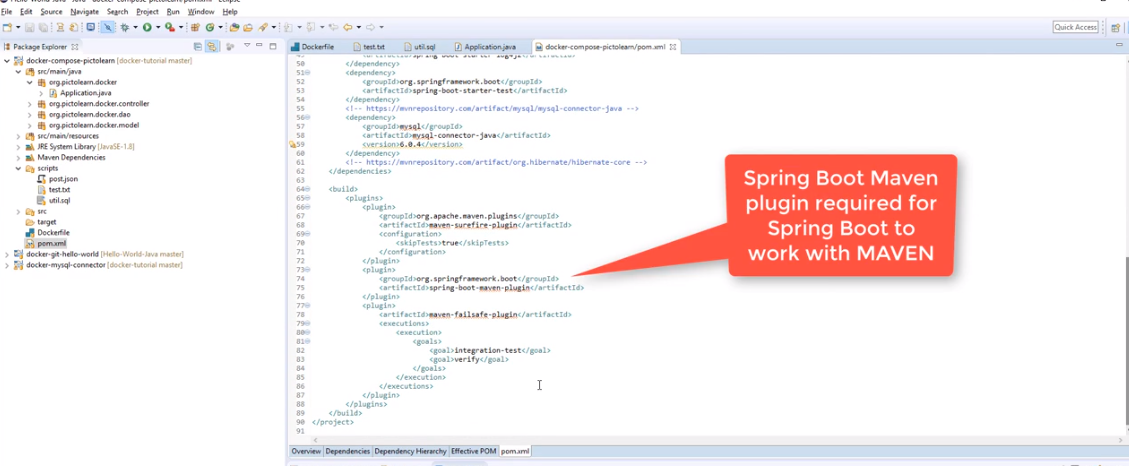 File Edit Source Navigate Search Project Run Window Help
Quick Access
Package Explorer
docker-compose-pictolearn [docker-tutorial master]
src/main/java
org.pictolearn.docker
Application.java
org.pictolearn.docker.controller
org.pictolearn.docker.dao
org.pictolearn.docker.model
src/main/resources
JRE System Library [JavaSE-1.8]
Maven Dependencies
scripts
post.json
test.txt
util.sql
src
target
Dockerfile
pom.xml
docker-git-hello-world [Hello-World-Java master]
docker-mysql-connector [docker-tutorial master]
Dockerfile test.txt util.sql Application.java docker-compose-pictolearn/pom.xml
50 </dependency>
51 <dependency>
52 <groupId>org.springframework.boot</groupId>
53 <artifactId>spring-boot-starter-test</artifactId>
54 </dependency>
55 <!-- https://mvnrepository.com/artifact/mysql/mysql-connector-java -->
56 <dependency>
57 <groupId>mysql</groupId>
58 <artifactId>mysql-connector-java</artifactId>
59 <version>6.0.4</version>
60 </dependency>
61 <!-- https://mvnrepository.com/artifact/org.hibernate/hibernate-core -->
62 </dependencies>
63
64 <build>
65 <plugins>
66 <plugin>
67 <groupId>org.apache.maven.plugins</groupId>
68 <artifactId>maven-surefire-plugin</artifactId>
69 <configuration>
70 <skipTests>true</skipTests>
71 </configuration>
72 </plugin>
73 <plugin>
74 <groupId>org.springframework.boot</groupId>
75 <artifactId>spring-boot-maven-plugin</artifactId>
76 </plugin>
77 <plugin>
78 <artifactId>maven-failsafe-plugin</artifactId>
79 <executions>
80 <execution>
81 <goals>
82 <goal>integration-test</goal>
83 <goal>verify</goal>
84 </goals>
85 </execution>
86 </executions>
87 </plugin>
88 </plugins>
89 </build>
90 </project>
91
Spring Boot Maven
plugin required for
Spring Boot to
work with MAVEN
Overview Dependencies Dependency Hierarchy Effective POM pom.xml